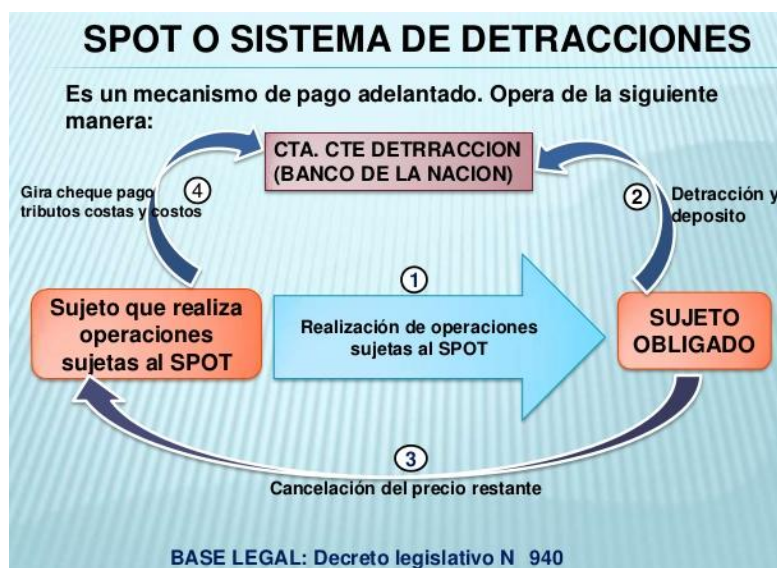 SPOT O SISTEMA DE DETRACCIONES
Es un mecanismo de pago adelantado. Opera de la siguiente
manera:
CTA. CTE DETRRACCION
(BANCO DE LA NACION)
Gira cheque pago
tributos costas y costos
4
2
Detracción y
deposito
1
Sujeto que realiza
operaciones
sujetas al SPOT
Realización de operaciones
sujetas al SPOT
SUJETO
OBLIGADO
3
Cancelación del precio restante
BASE LEGAL: Decreto legislativo N 940